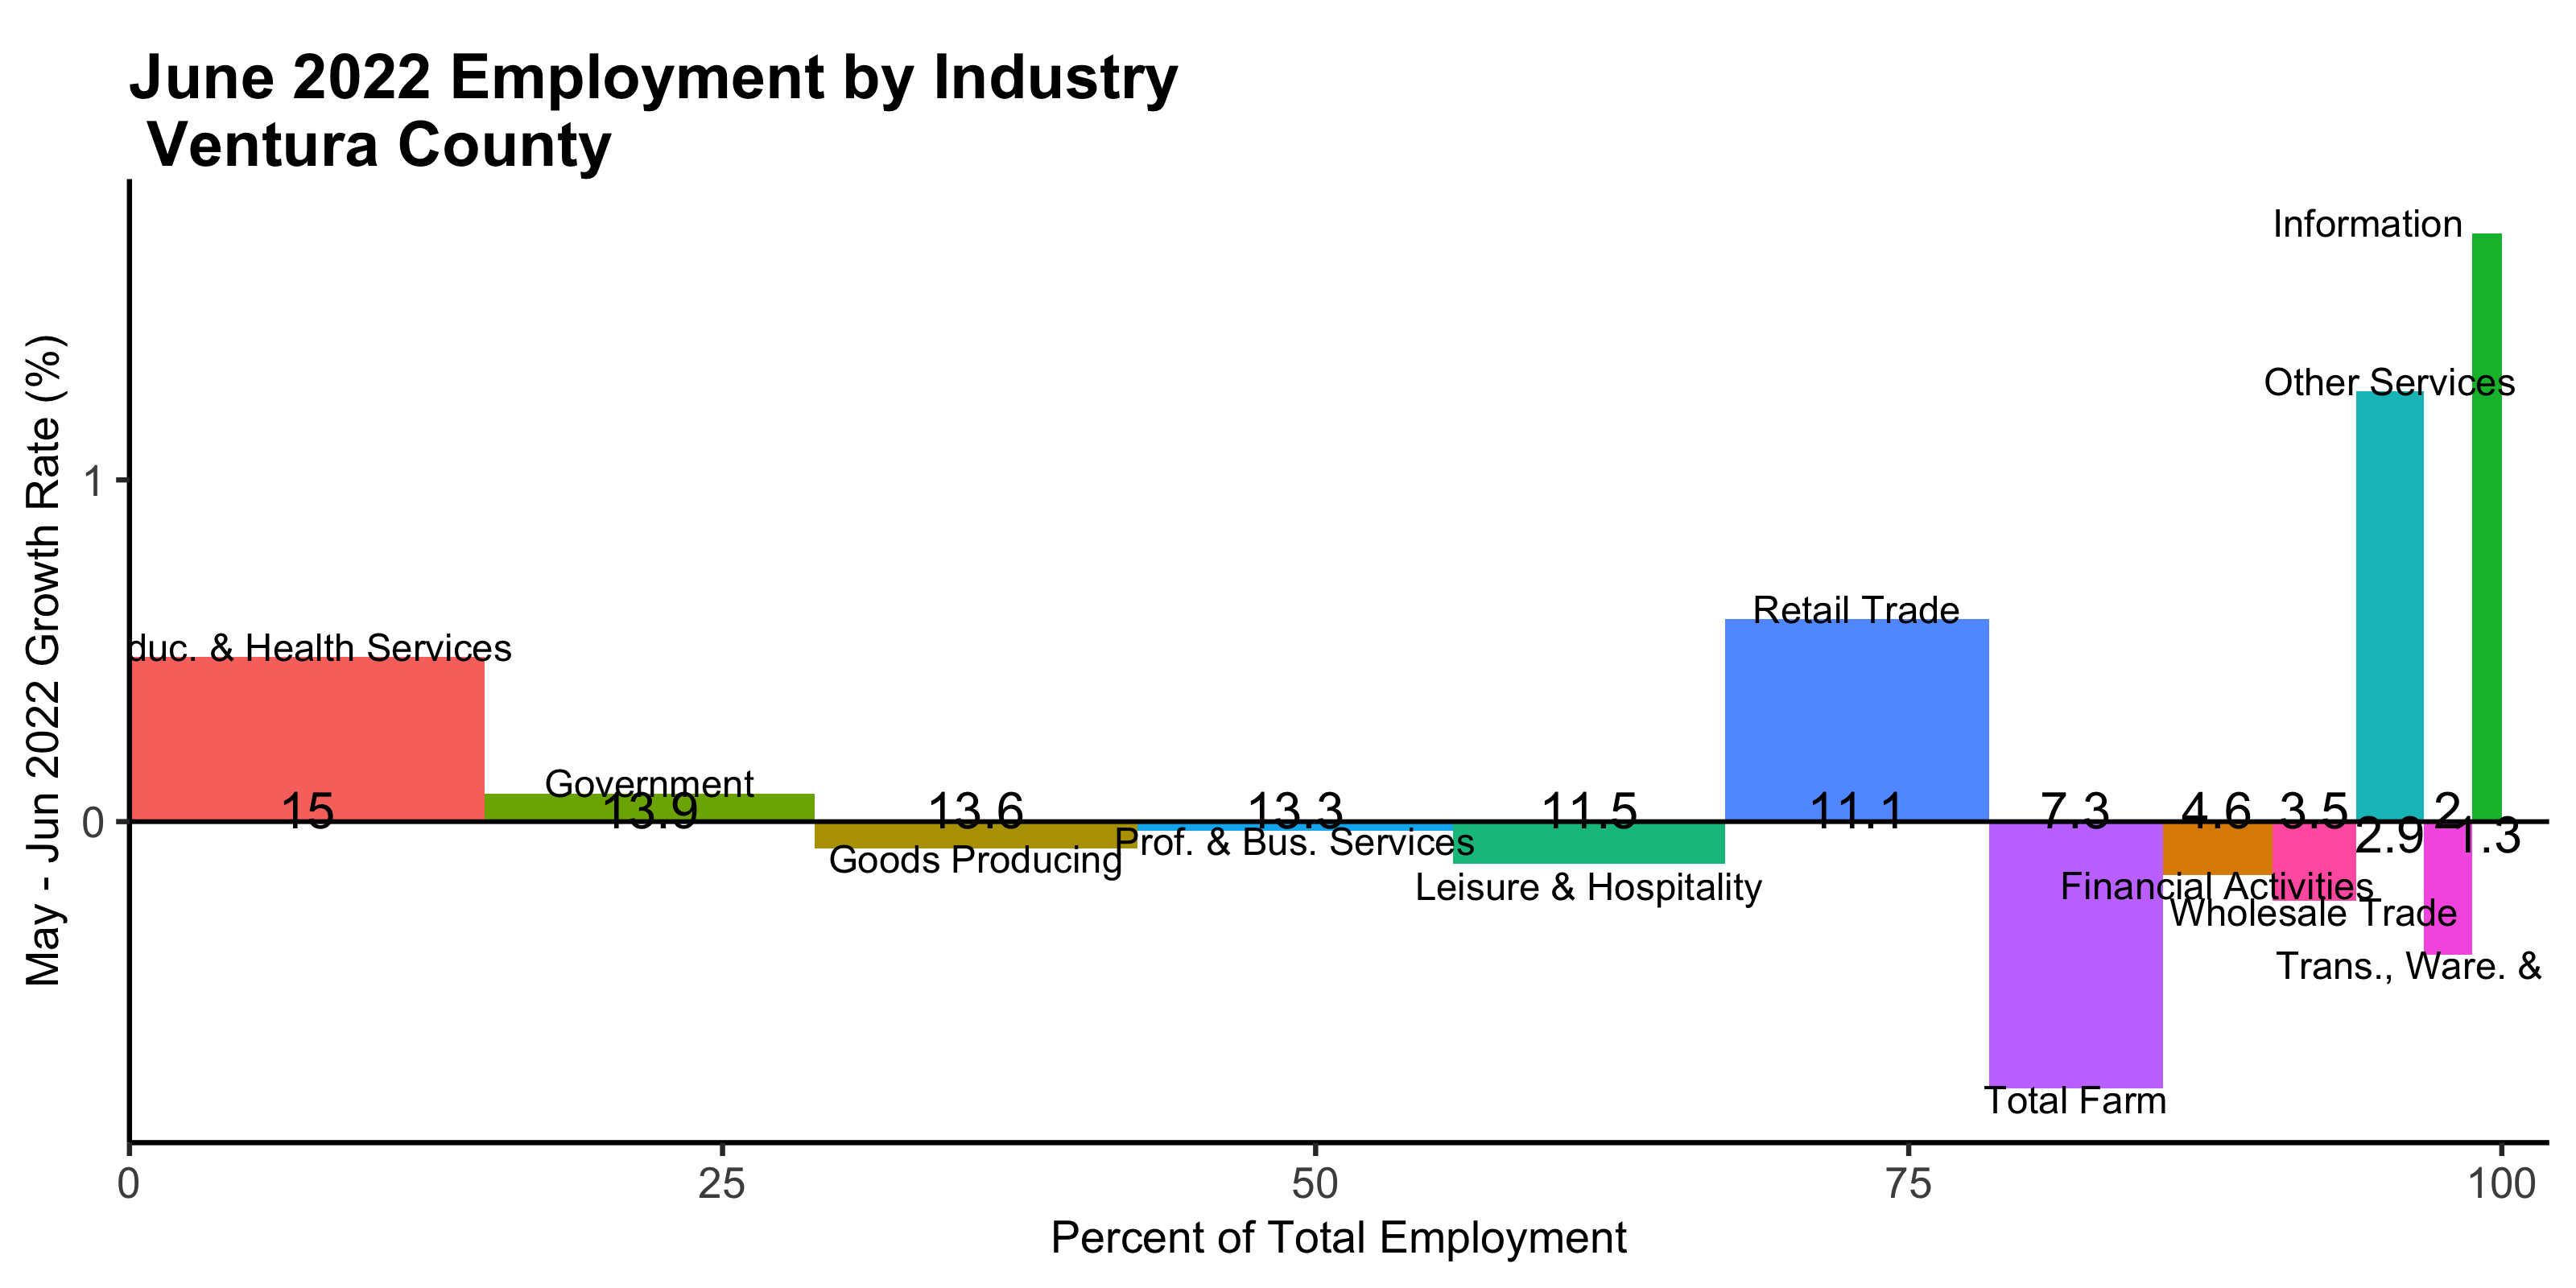 June 2022 Employment by Industry
Ventura County
May - Jun 2022 Growth Rate (%)
1
0
Information
Other Services
Retail Trade
duc. & Health Services
Government
15
13.9
13.6
13.3
11.5
11.1
7.3
4.6
3.5
2.9
2
1.3
Goods Producing
Prof. & Bus. Services
Leisure & Hospitality
Financial Activities
Wholesale Trade
Trans., Ware. &
Total Farm
0
25
50
75
100
Percent of Total Employment